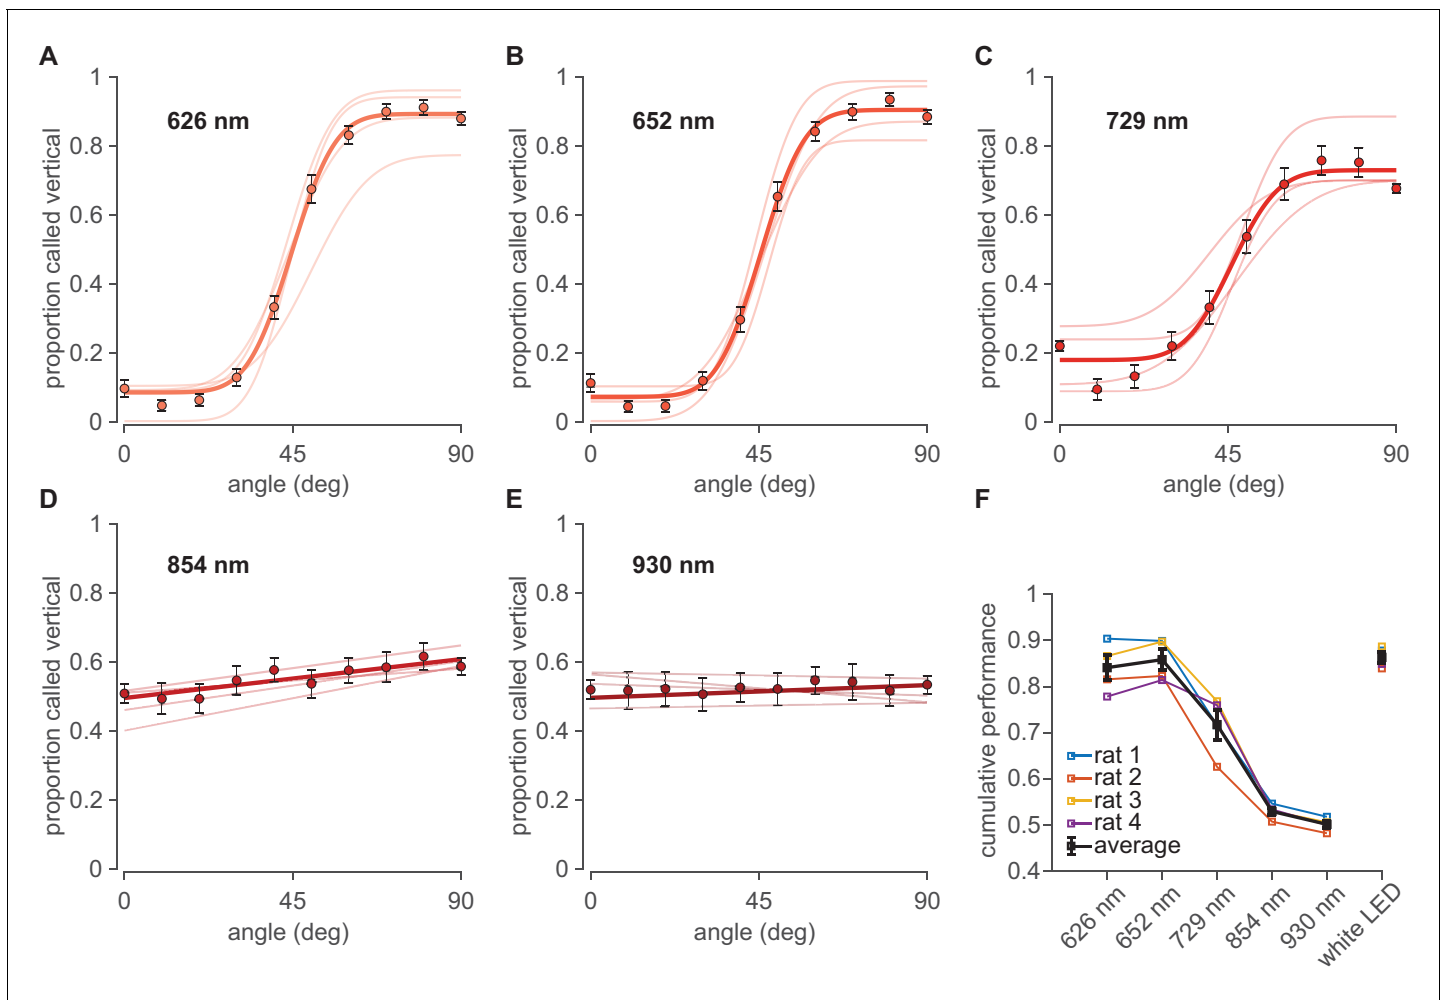 A
626 nm
proportion called vertical
1
0.8
0.6
0.4
0.2
0
0
45
90
angle (deg)
B
652 nm
proportion called vertical
1
0.8
0.6
0.4
0.2
0
0
45
90
angle (deg)
C
729 nm
proportion called vertical
1
0.8
0.6
0.4
0.2
0
0
45
90
angle (deg)
D
854 nm
proportion called vertical
1
0.8
0.6
0.4
0.2
0
0
45
90
angle (deg)
E
930 nm
proportion called vertical
1
0.8
0.6
0.4
0.2
0
0
45
90
angle (deg)
F
cumulative performance
1
0.9
0.8
0.7
0.6
0.5
0.4
rat 1
rat 2
rat 3
rat 4
average
626 nm
652 nm
729 nm
854 nm
930 nm
white LED